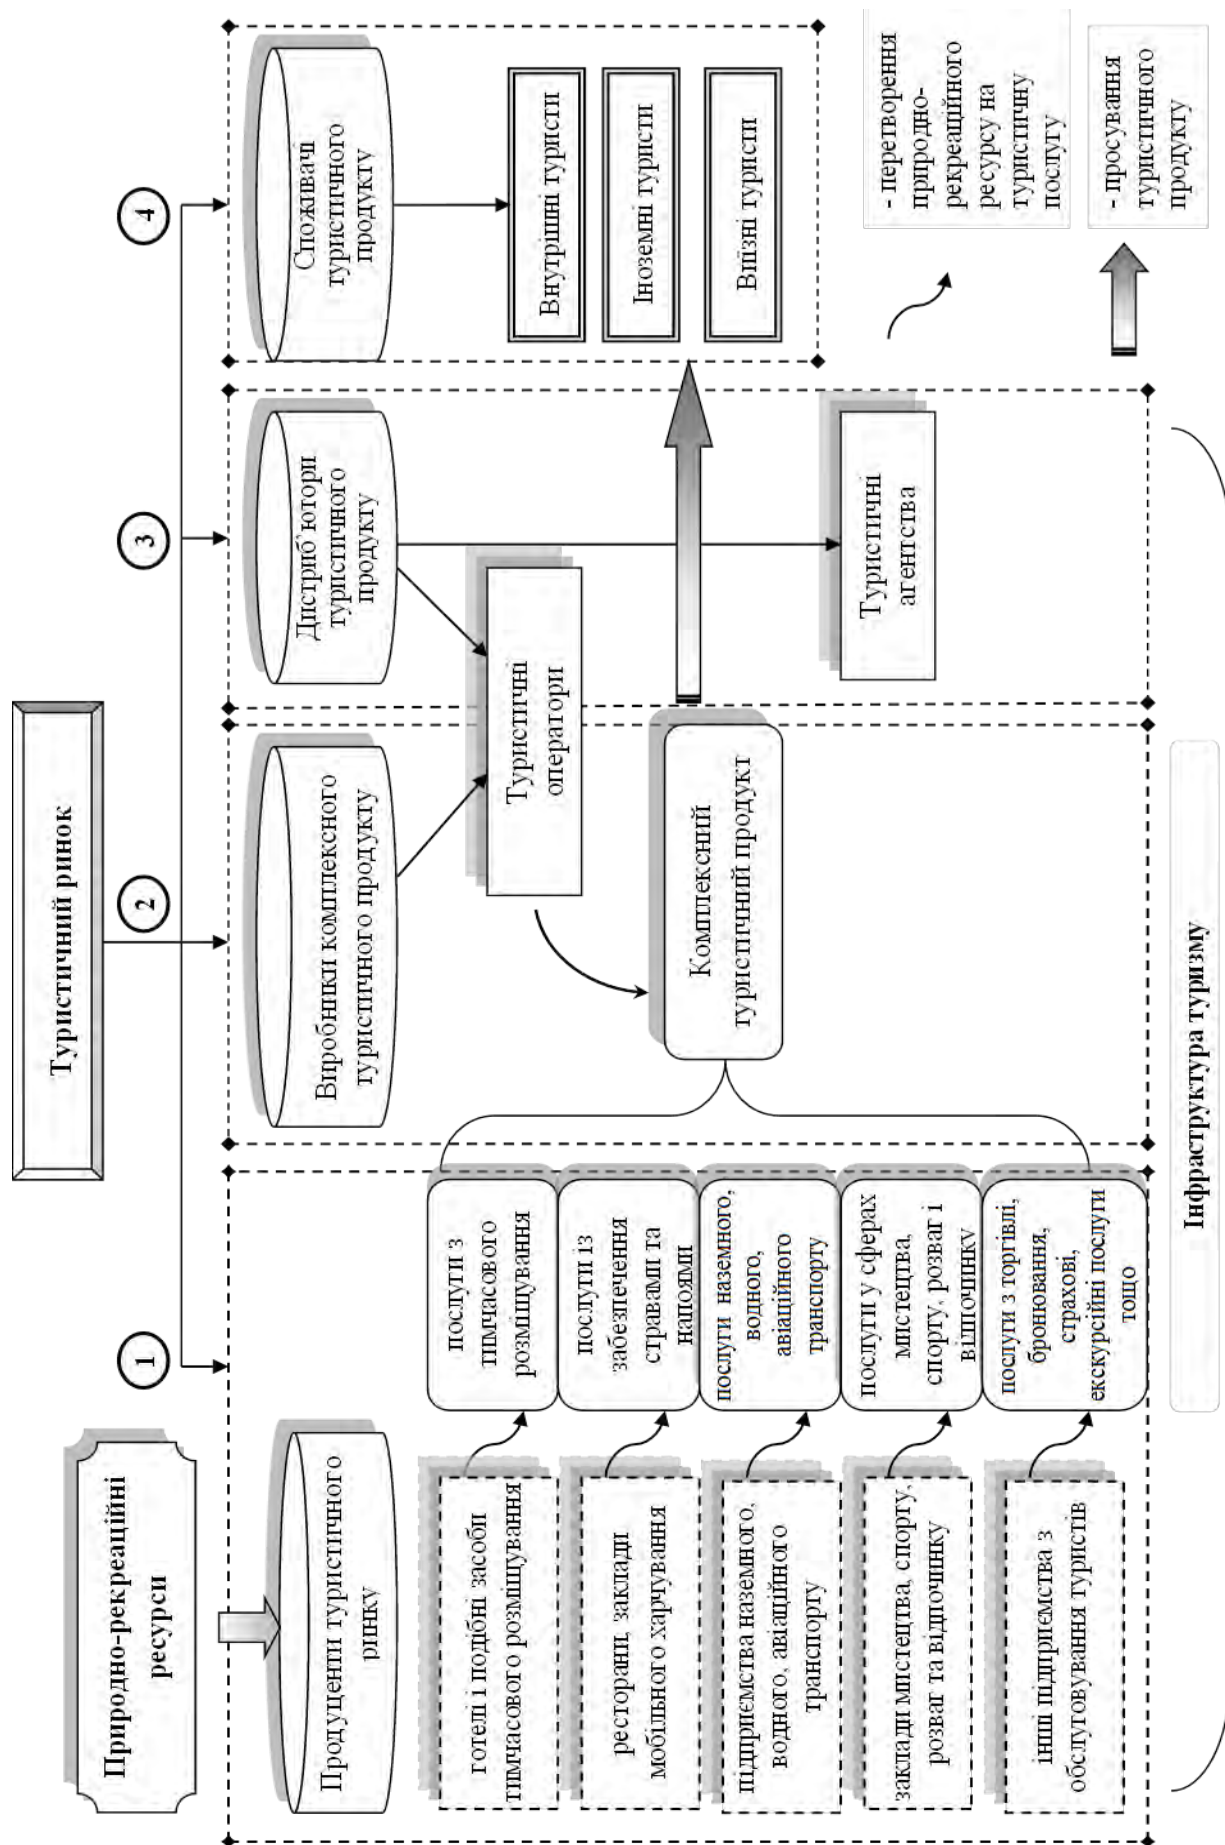 Туристичний ринок
Природно-рекреаційні
ресурси
1
2
3
4
Продуценти туристичного
ринку
Виробники комплексного
туристичного продукту
Дистриб'ютори
туристичного
продукту
Споживачі
туристичного
продукту
готелі і подібні засоби
тимчасового розміщування
послуги з
тимчасового
розміщування
ресторани, заклади
мобільного харчування
послуги із
забезпечення
стравами та
напоями
підприємства наземного,
водного, авіаційного
транспорту
послуги наземного,
водного,
авіаційного
транспорту
заклади мистецтва, спорту,
розваг та відпочинку
послуги у сферах
мистецтва,
спорту, розваг і
відпочинку
інші підприємства з
обслуговування туристів
послуги з торгівлі,
бронювання,
страхові,
екскурсійні послуги
тощо
Туристичні
оператори
Комплексний
туристичний продукт
Туристичні
агентства
Внутрішні туристи
Іноземні туристи
Виїзні туристи
- перетворення
природно-
рекреаційного
ресурсу на
туристичну
послугу
- просування
туристичного
продукту
Інфраструктура туризму